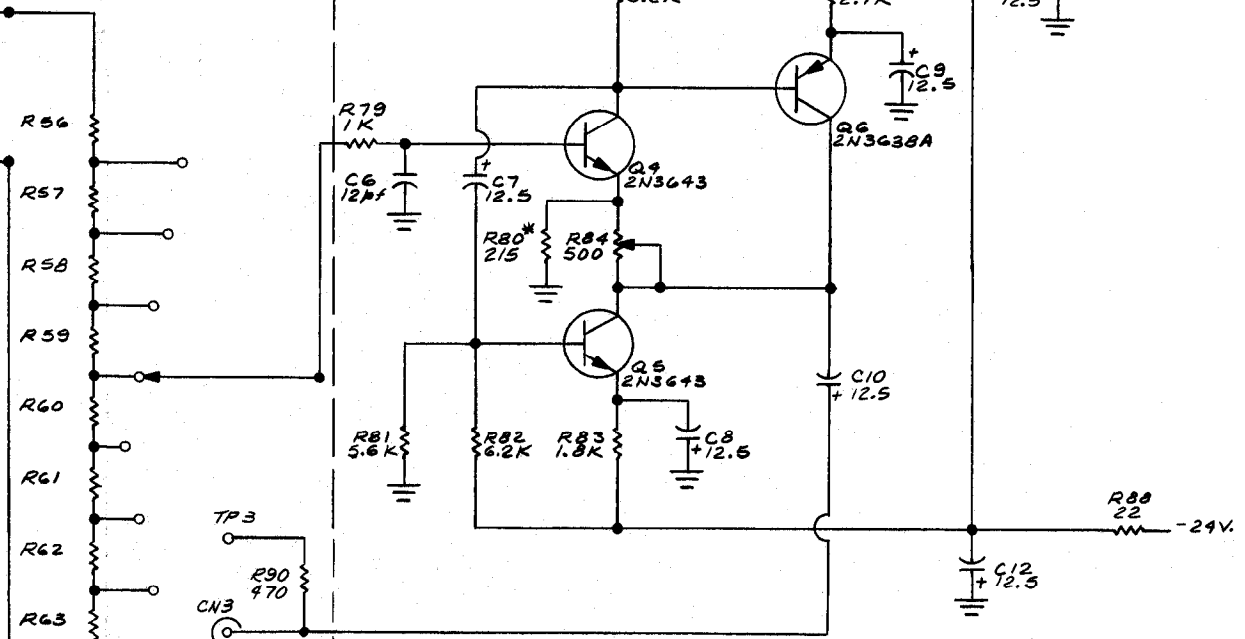 12.5
R79
1K
C9
12.5
R56
Q6
2N3638A
Q4
2N3643
C6
12pf
C7
12.5
R57
R80*
215
R84
500
R58
R59
Q5
2N3643
C10
12.5
R60
R81
5.6K
R82
6.2K
R83
1.8K
C8
12.5
R61
TP3
R88
22
-24V.
R62
R90
470
C12
12.5
CN3
R63